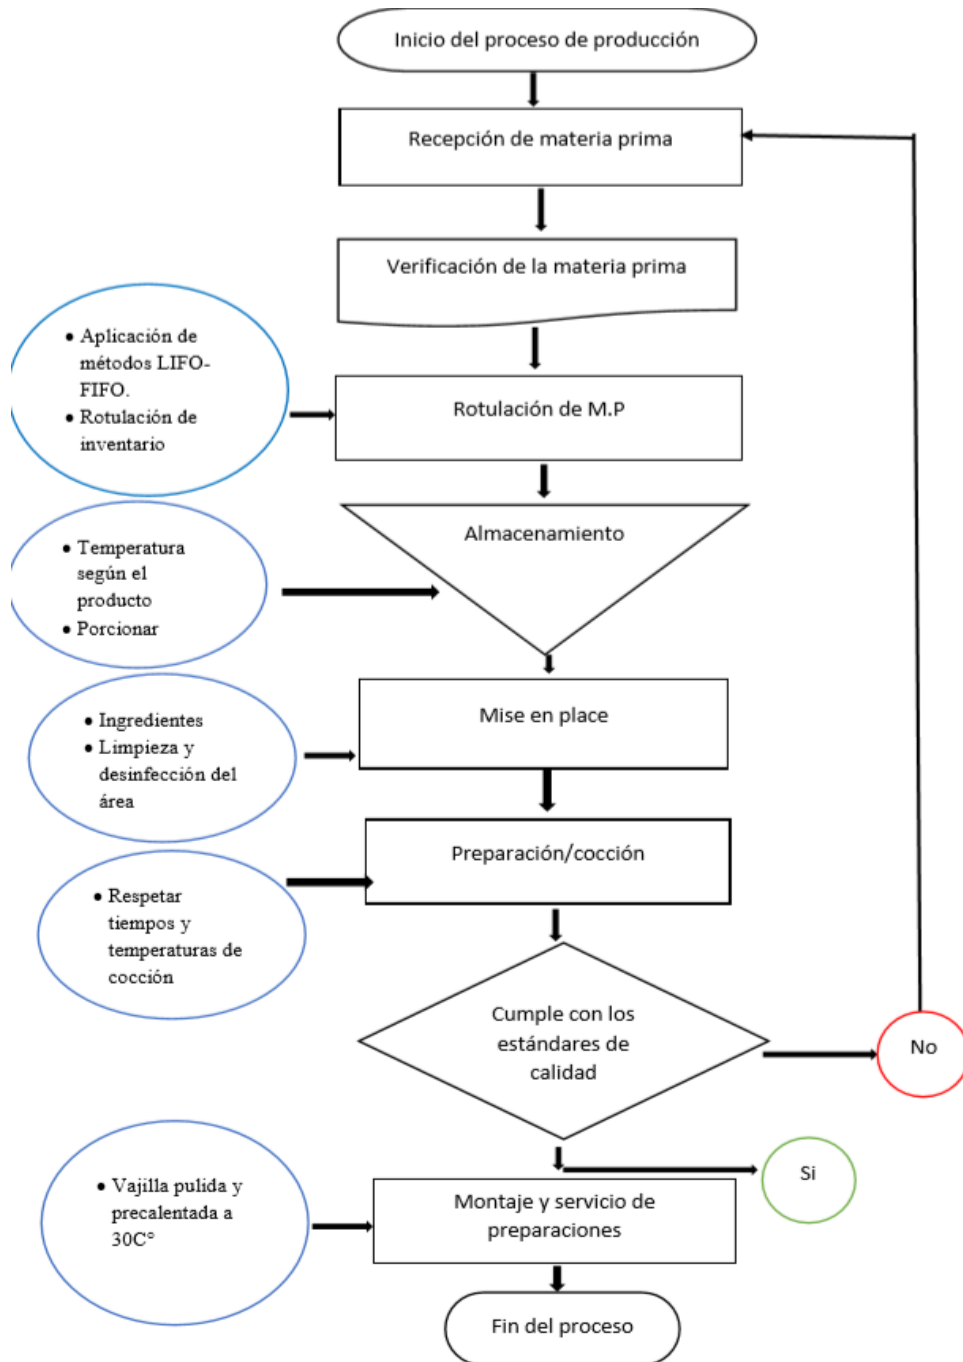 Inicio del proceso de producción
Recepción de materia prima
Verificación de la materia prima
• Aplicación de
métodos LIFO-
FIFO.
• Rotulación de
inventario
Rotulación de M.P
Almacenamiento
• Temperatura
según el
producto
• Porcionar
Mise en place
• Ingredientes
• Limpieza y
desinfección del
área
Preparación/cocción
• Respetar
tiempos y
temperaturas de
cocción
Cumple con los
estándares de
calidad
No
Si
• Vajilla pulida y
precalentada a
30C°
Montaje y servicio de
preparaciones
Fin del proceso